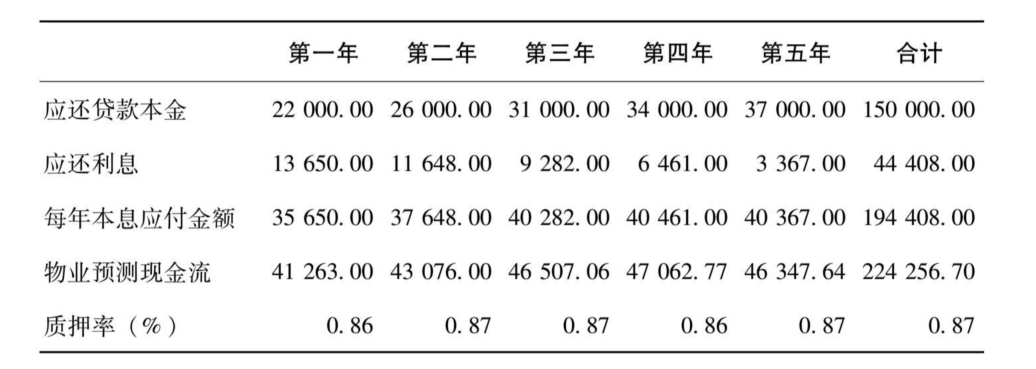 第一年 第二年 第三年 第四年 第五年 合计
应还贷款本金 22 000.00 26 000.00 31 000.00 34 000.00 37 000.00 150 000.00
应还利息 13 650.00 11 648.00 9 282.00 6 461.00 3 367.00 44 408.00
每年本息应付金额 35 650.00 37 648.00 40 282.00 40 461.00 40 367.00 194 408.00
物业预测现金流 41 263.00 43 076.00 46 507.06 47 062.77 46 347.64 224 256.70
质押率（%） 0.86 0.87 0.87 0.86 0.87 0.87